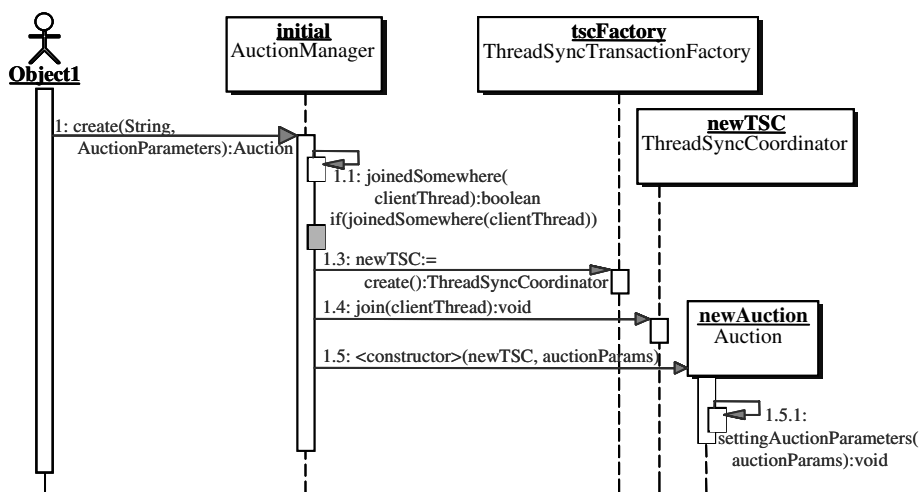 Object1
initial
AuctionManager
tscFactory
ThreadSyncTransactionFactory
newTSC
ThreadSyncCoordinator
1: create(String,
AuctionParameters):Auction
1.1: joinedSomewhere(
clientThread):boolean
if(joinedSomewhere(clientThread))
1.3: newTSC:=
create():ThreadSyncCoordinator
1.4: join(clientThread):void
newAuction
Auction
1.5: <constructor>(newTSC, auctionParams)
1.5.1:
settingAuctionParameters(
auctionParams):void